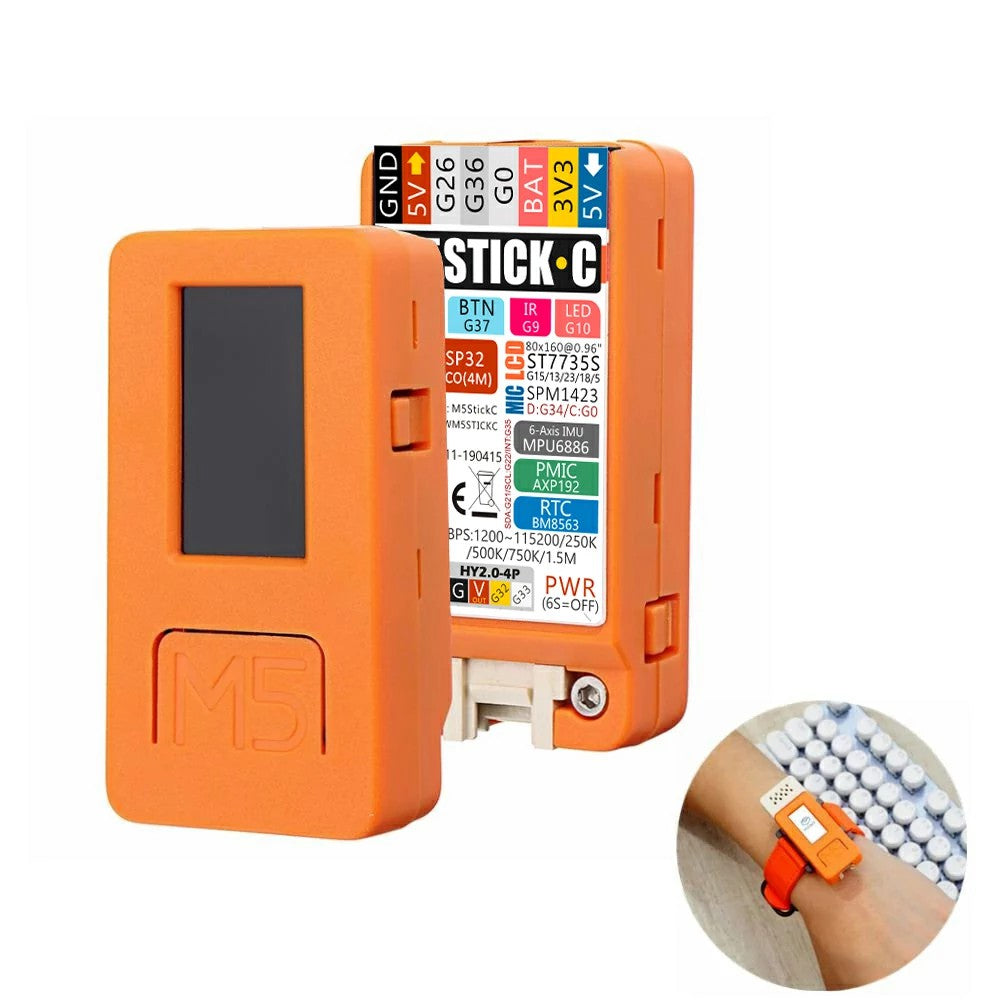 GND
5V
G26
G36
G0
BAT
3V3
5V
STICK·C
BTN
G37
IR
G9
LED
G10
SP32
CO(4M)
LCD
80x160@0.96"
ST7735S
G15/13/23/18/5
MIC
SPM1423
D:G34/C:G0
: M5StickC
M5STICKC
11-190415
SDA:G21/SCL:G22/INT:G35
6-Axis IMU
MPU6886
PMIC
AXP192
RTC
BM8563
CE
BPS:1200~115200/250K
/500K/750K/1.5M
HY2.0-4P
G
V
OUT
G32
G33
PWR
(6S=OFF)
M5